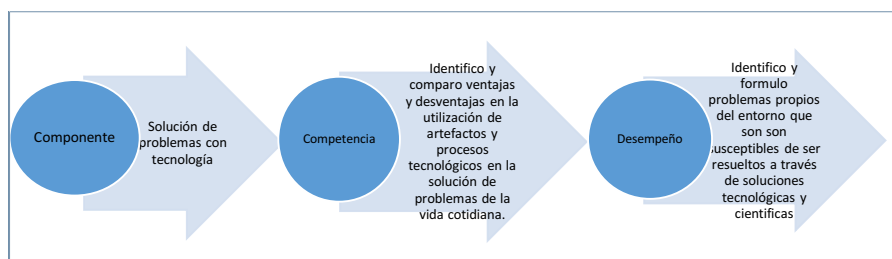 Componente
Solución de
problemas con
tecnología
Competencia
Identifico y
comparo ventajas
y desventajas en la
utilización de
artefactos y
procesos
tecnológicos en la
solución de
problemas de la
vida cotidiana.
Desempeño
Identifico y
formulo
problemas propios
del entorno que
son son
susceptibles de ser
resueltos a través
de soluciones
tecnológicas y
cientificas